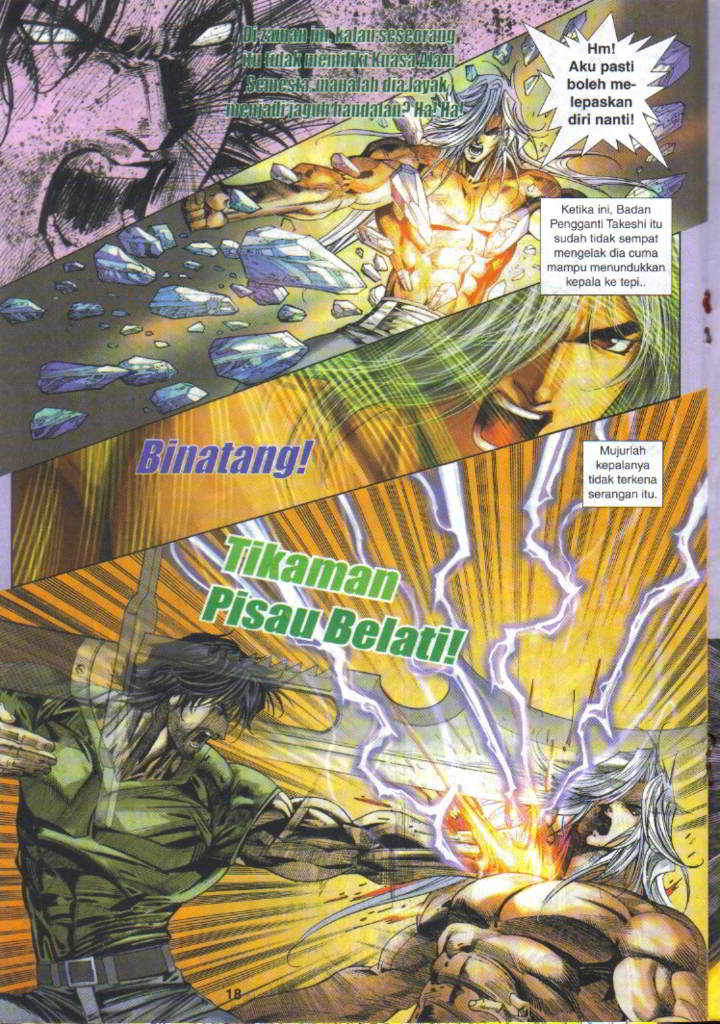 Di zaman ini, kalau seseorang
itu tidak memiliki Kuasa Alam
Semesta, manalah dia layak
menjadi jaguh handalan? Ha! Ha!
Hm!
Aku pasti
boleh me-
lepaskan
diri nanti!
Ketika ini, Badan
Pengganti Takeshi itu
sudah tidak sempat
mengelak dia cuma
mampu menundukkan
kepala ke tepi..
Binatang!
Mujurlah
kepalanya
tidak terkena
serangan itu.
Tikaman
Pisau Belati!
18